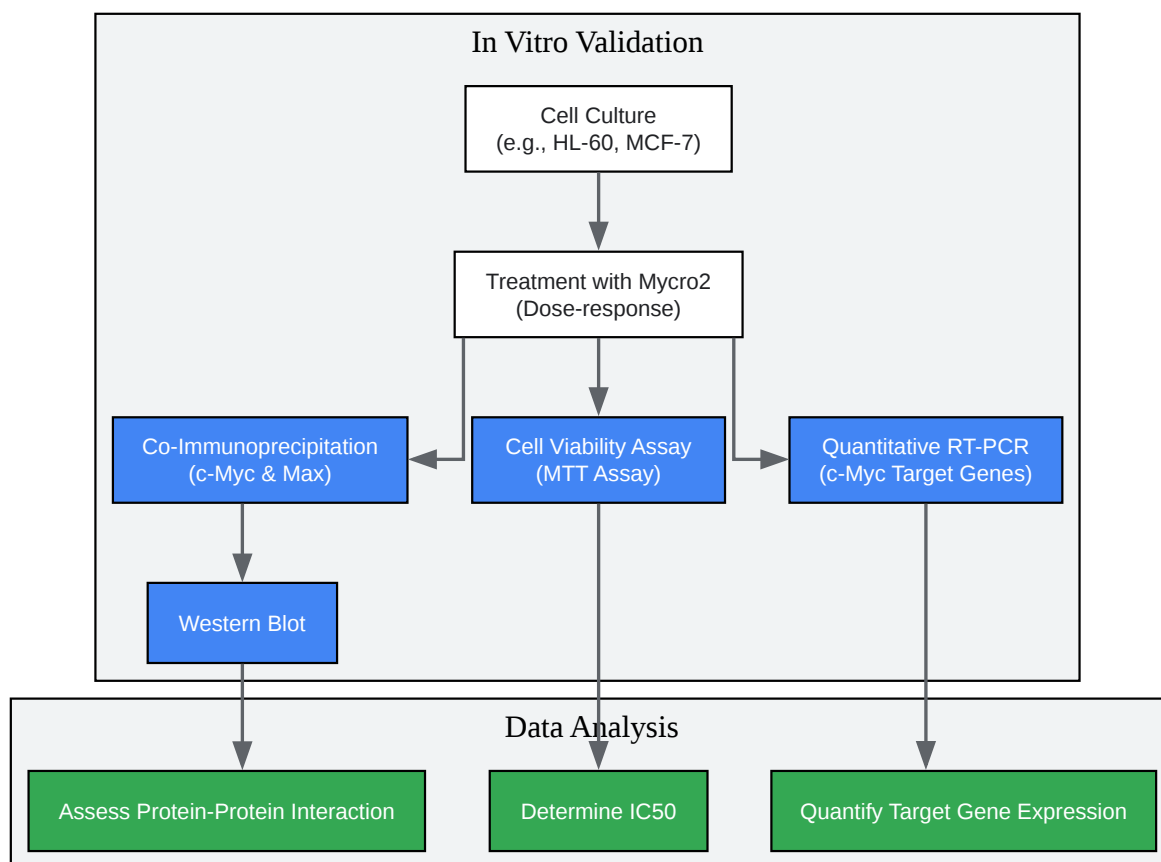 In Vitro Validation
Cell Culture
(e.g., HL-60, MCF-7)
Treatment with Mycro2
(Dose-response)
Co-Immunoprecipitation
(c-Myc & Max)
Cell Viability Assay
(MTT Assay)
Quantitative RT-PCR
(c-Myc Target Genes)
Western Blot
Data Analysis
Assess Protein-Protein Interaction
Determine IC50
Quantify Target Gene Expression